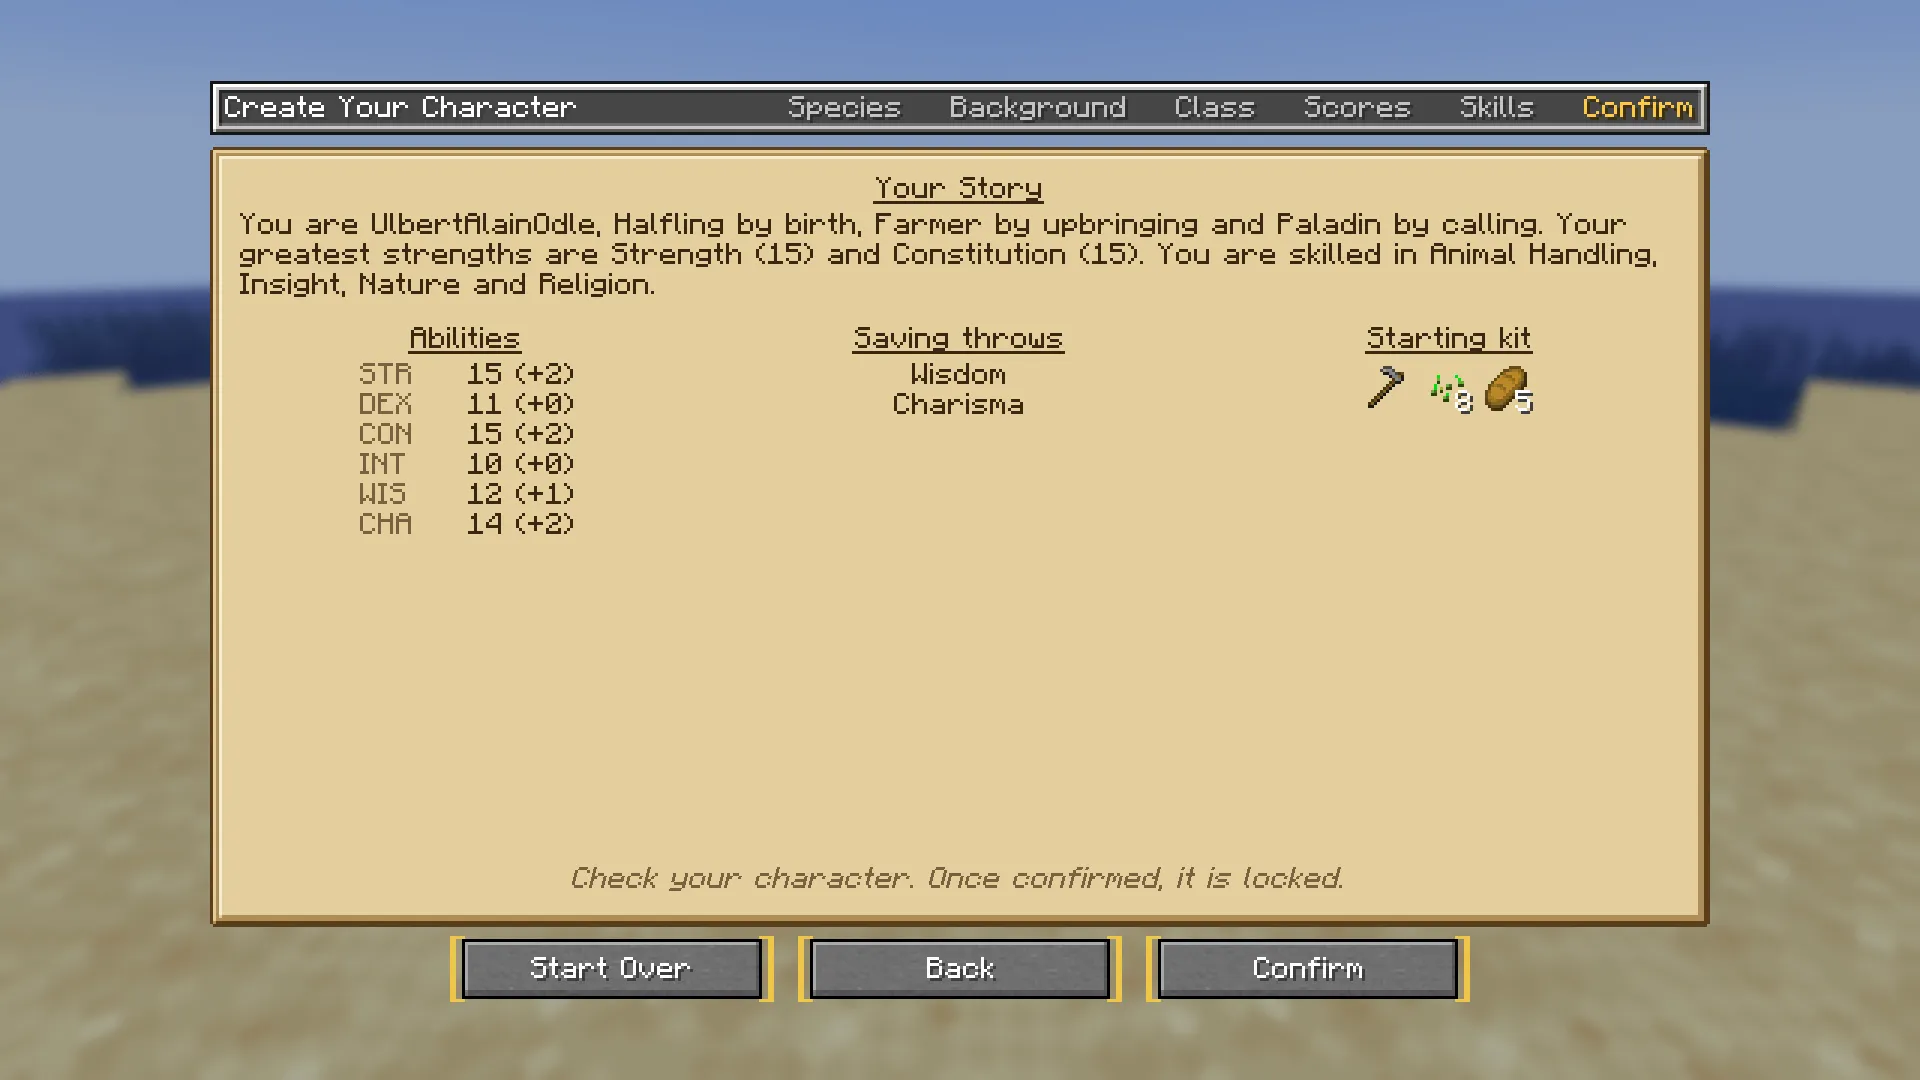 Create Your Character Species Background Class Scores Skills Confirm
Your Story
You are UlbertAlainOdle, Halfling by birth, Farmer by upbringing and Paladin by calling. Your
greatest strengths are Strength (15) and Constitution (15). You are skilled in Animal Handling,
Insight, Nature and Religion.
Abilities
STR 15 (+2)
DEX 11 (+0)
CON 15 (+2)
INT 10 (+0)
WIS 12 (+1)
CHA 14 (+2)
Saving throws
Wisdom
Charisma
Starting kit
8 5
Check your character. Once confirmed, it is locked.
Start Over Back Confirm